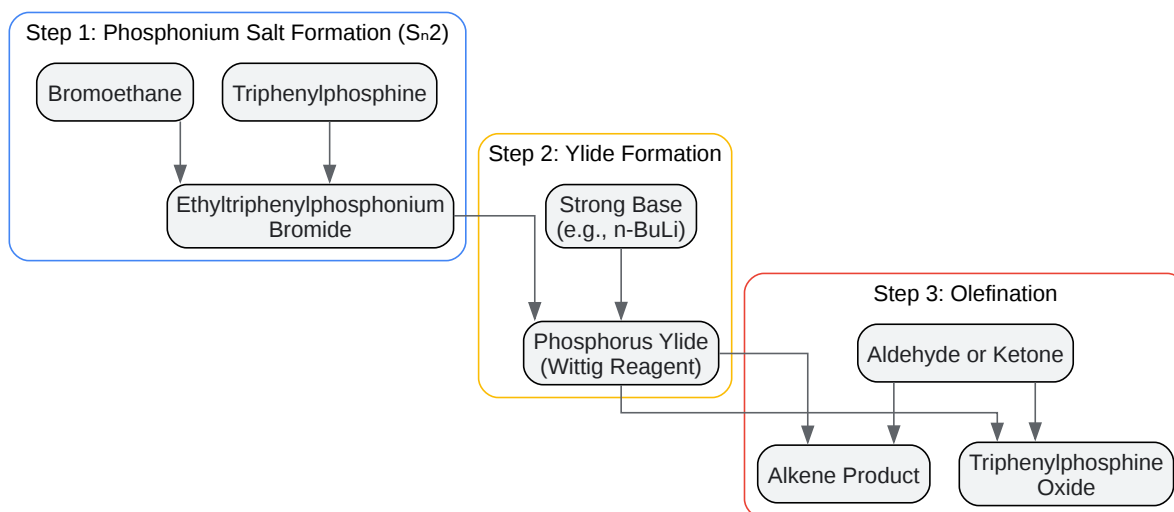 Step 1: Phosphonium Salt Formation (Sₙ2)
Bromoethane
Triphenylphosphine
Ethyltriphenylphosphonium
Bromide
Step 2: Ylide Formation
Strong Base
(e.g., n-BuLi)
Phosphorus Ylide
(Wittig Reagent)
Step 3: Olefination
Aldehyde or Ketone
Alkene Product
Triphenylphosphine
Oxide